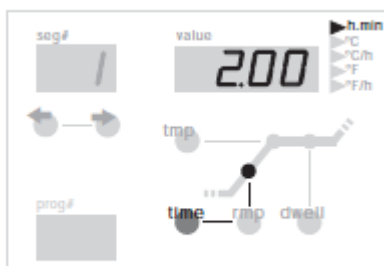 seg#
1
value
2.00
h.min
°C
°C/h
°F
°F/h
tmp
prog#
time
rmp
dwell